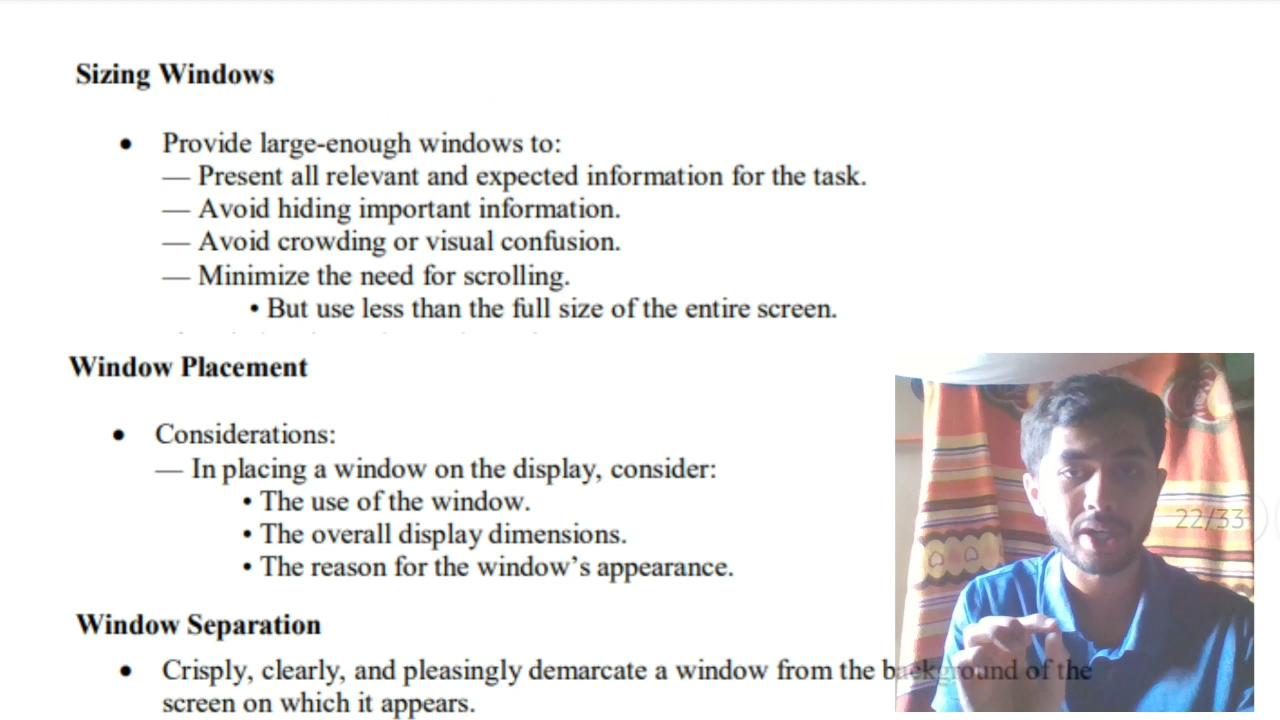 Sizing Windows
• Provide large-enough windows to:
— Present all relevant and expected information for the task.
— Avoid hiding important information.
— Avoid crowding or visual confusion.
— Minimize the need for scrolling.
• But use less than the full size of the entire screen.
Window Placement
• Considerations:
— In placing a window on the display, consider:
• The use of the window.
• The overall display dimensions.
• The reason for the window's appearance.
22/33
Window Separation
• Crisply, clearly, and pleasingly demarcate a window from the background of the
screen on which it appears.